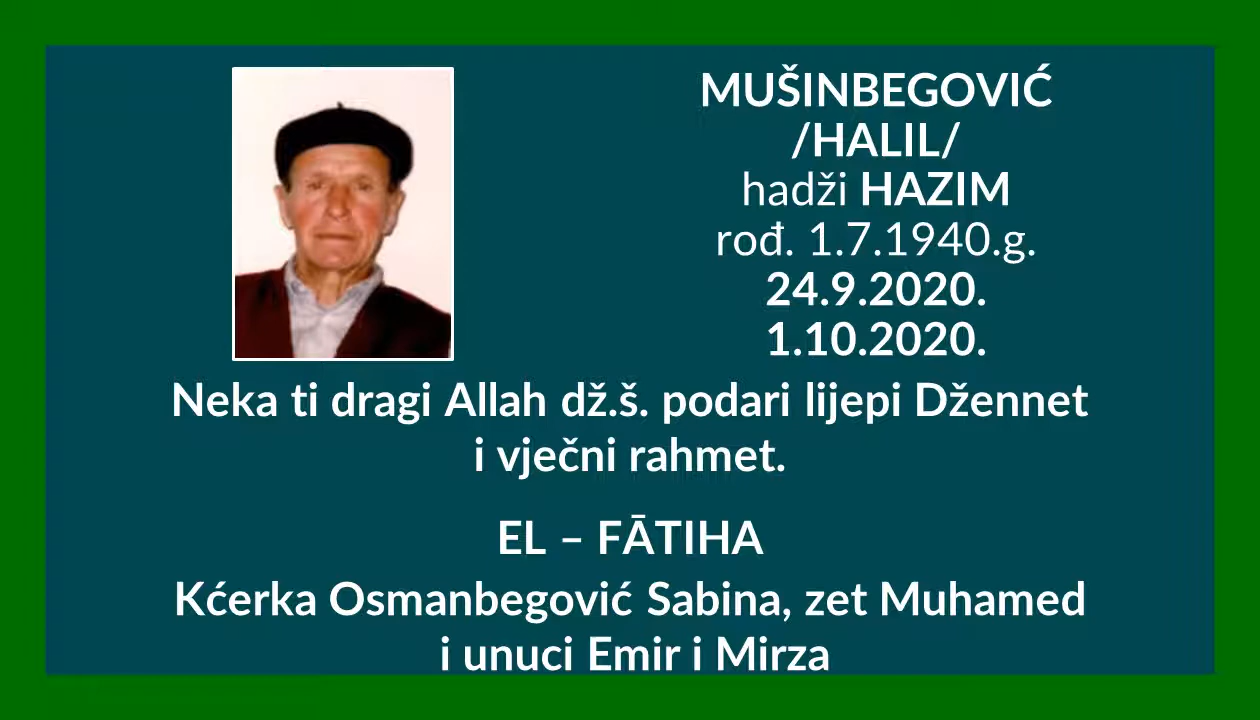 MUŠINBEGOVIĆ
/HALIL/
hadži HAZIM
rođ. 1.7.1940.g.
24.9.2020.
1.10.2020.
Neka ti dragi Allah dž.š. podari lijepi Džennet
i vječni rahmet.
EL – FĀTIHA
Kćerka Osmanbegović Sabina, zet Muhamed
i unuci Emir i Mirza